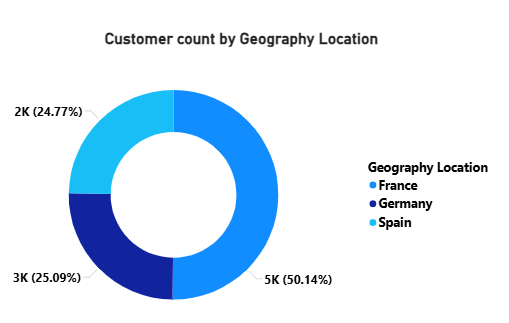 Customer count by Geography Location
2K (24.77%)
Geography Location
France
Germany
Spain
3K (25.09%)
5K (50.14%)